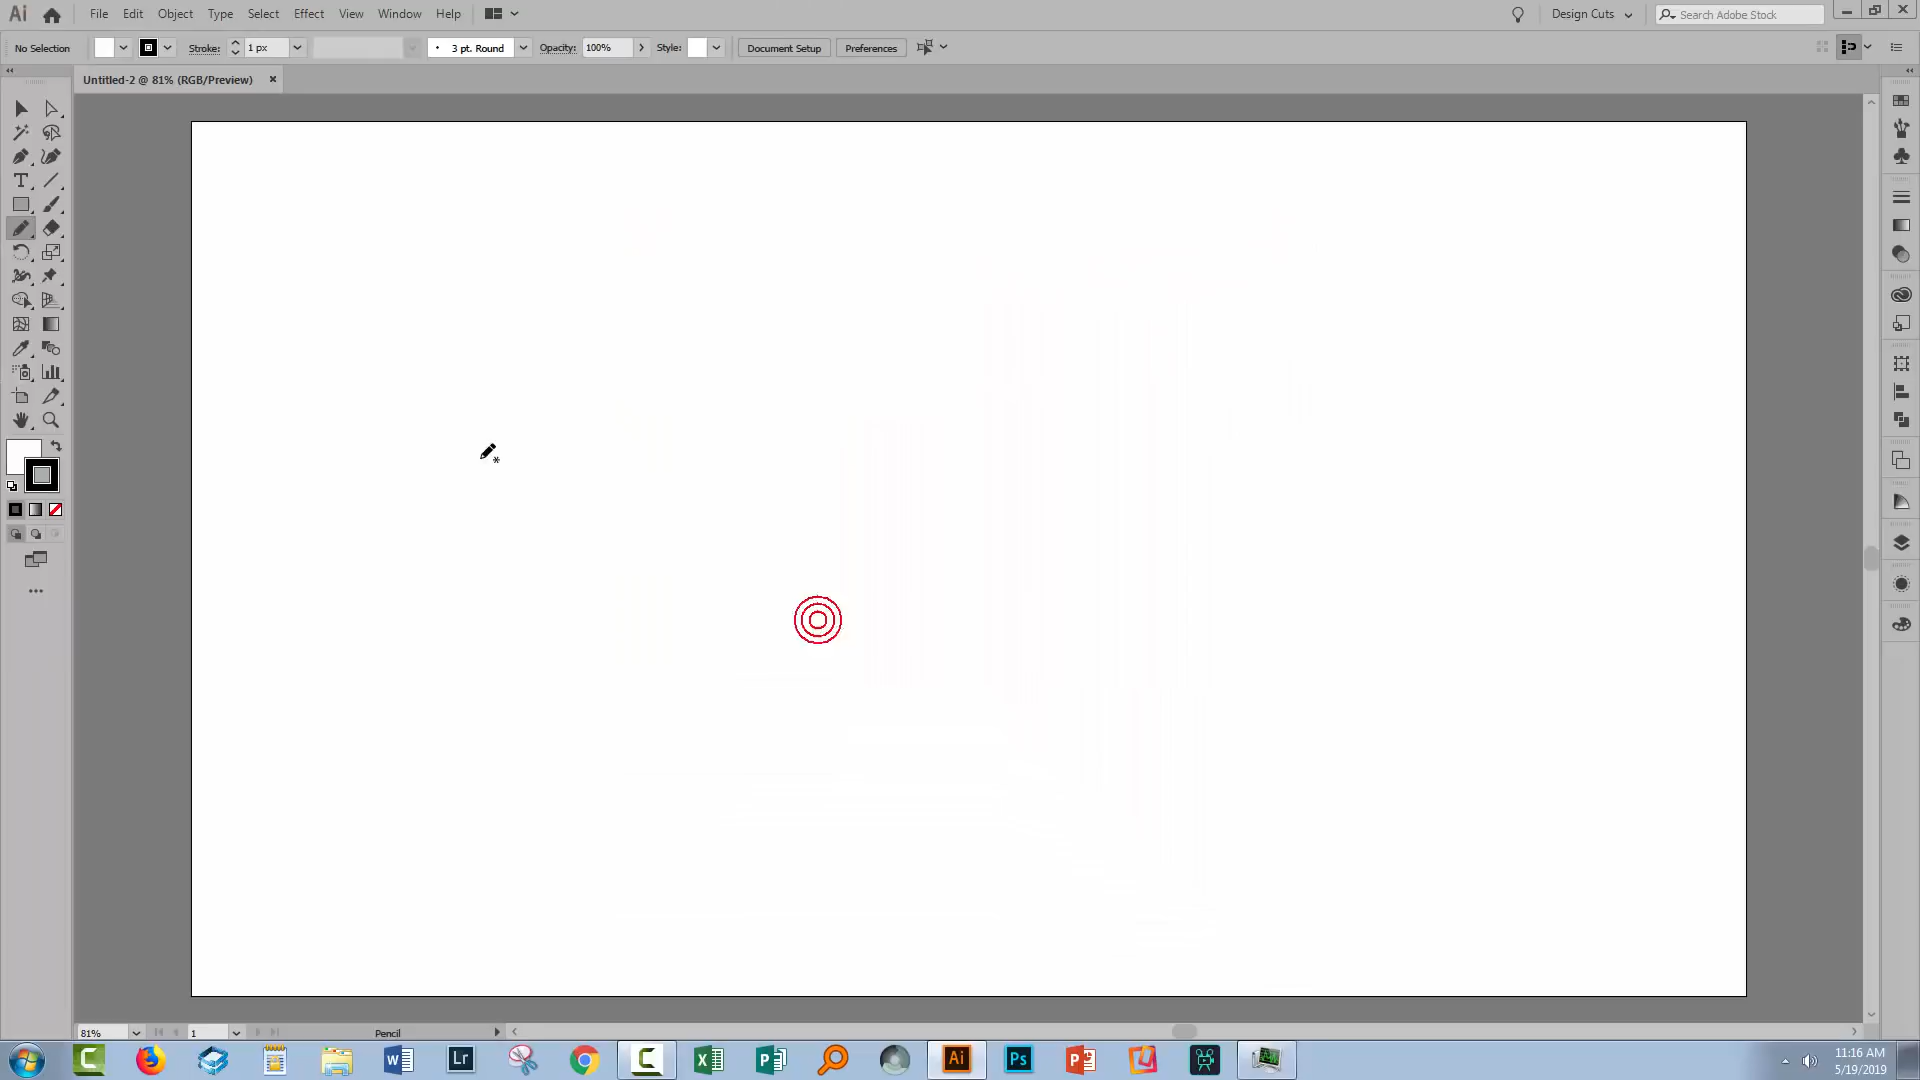 Ai File Edit Object Type Select Effect View Window Help Design Cuts Search Adobe Stock
No Selection Stroke: 1 px 3 pt. Round Opacity: 100% Style: Document Setup Preferences
Untitled-2 @ 81% (RGB/Preview)
T
81% 1 Pencil
Lr Ai Ps
11:16 AM
5/19/2019